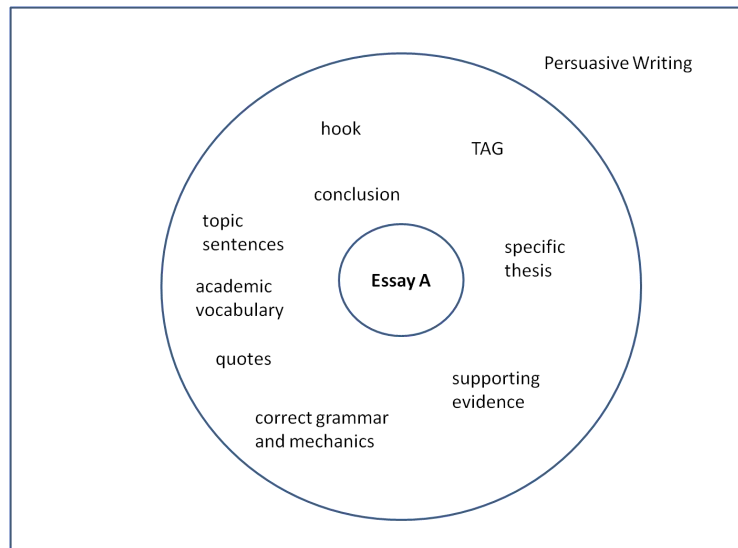 Persuasive Writing
hook
TAG
conclusion
topic
sentences
specific
thesis
Essay A
academic
vocabulary
quotes
supporting
evidence
correct grammar
and mechanics